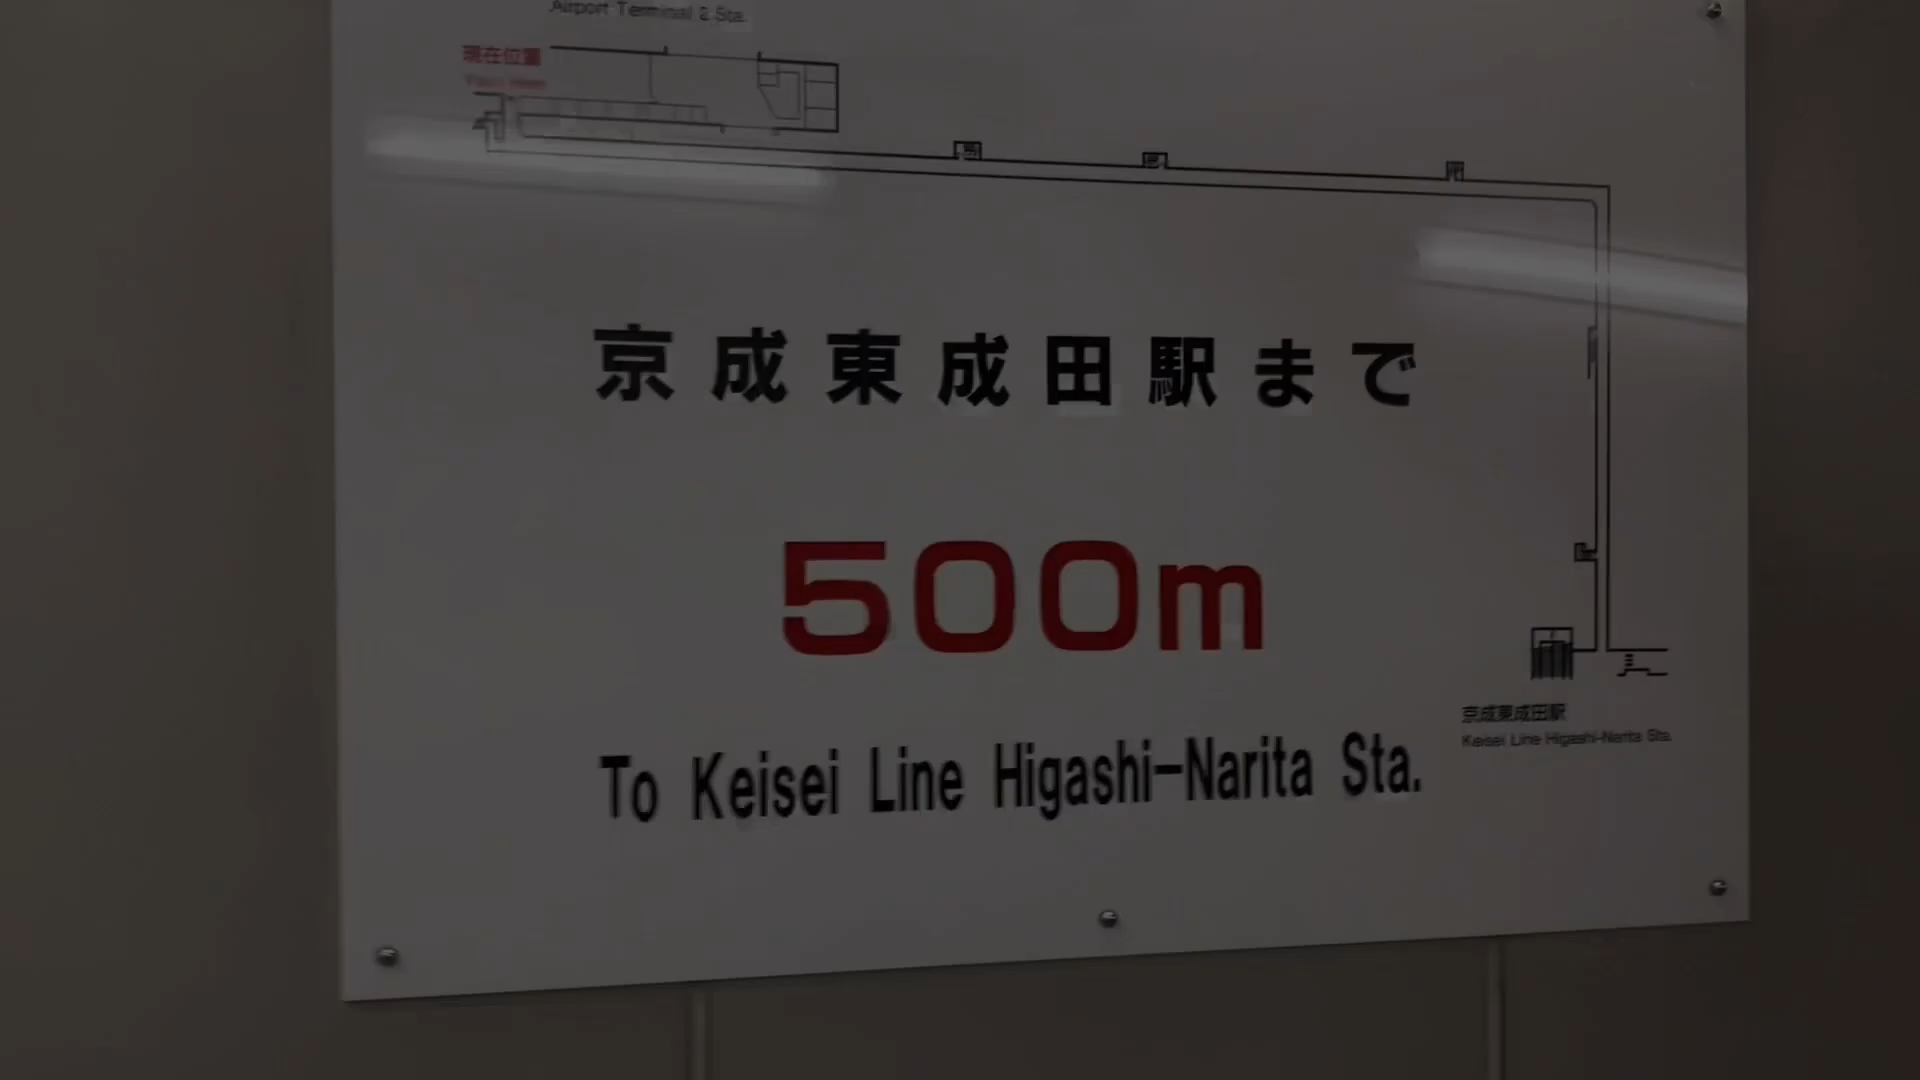 Airport Terminal 2 Sta.
現在位置
京成東成田駅まで
500m
To Keisei Line Higashi-Narita Sta.
京成東成田駅
Keisei Line Higashi-Narita Sta.